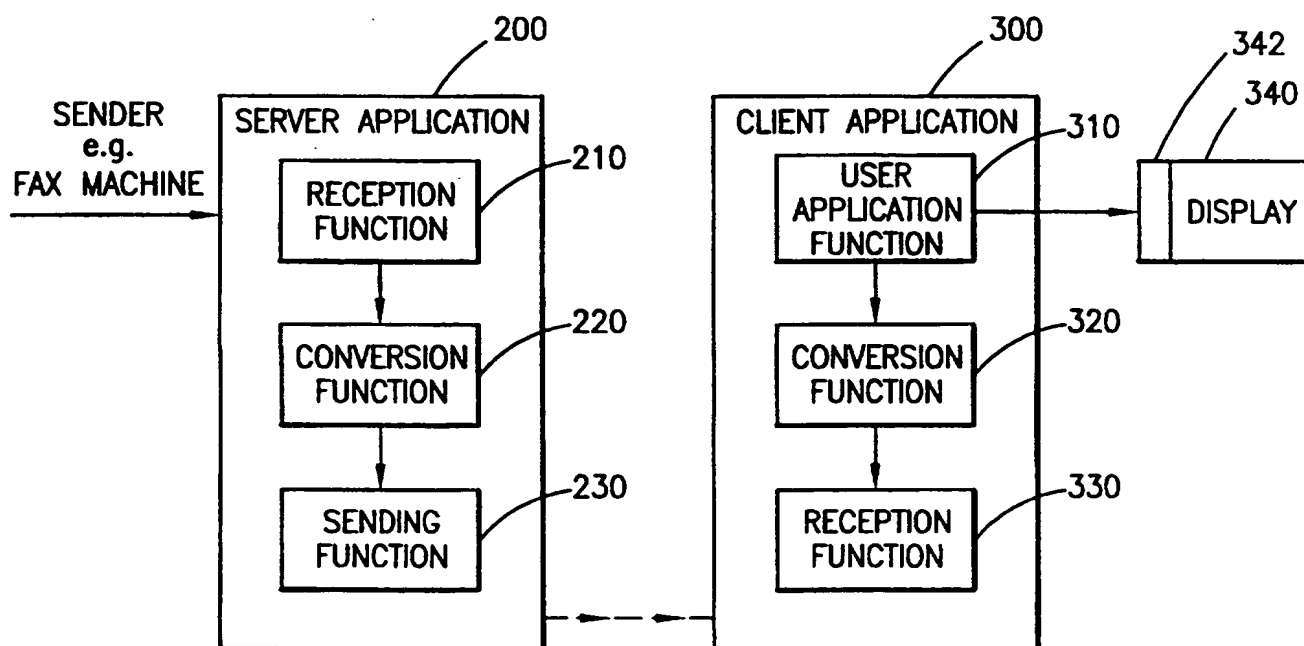 200
300
342
340
SENDER
e.g.
FAX MACHINE
SERVER APPLICATION
210
RECEPTION
FUNCTION
220
CONVERSION
FUNCTION
230
SENDING
FUNCTION
CLIENT APPLICATION
310
USER
APPLICATION
FUNCTION
DISPLAY
320
CONVERSION
FUNCTION
330
RECEPTION
FUNCTION